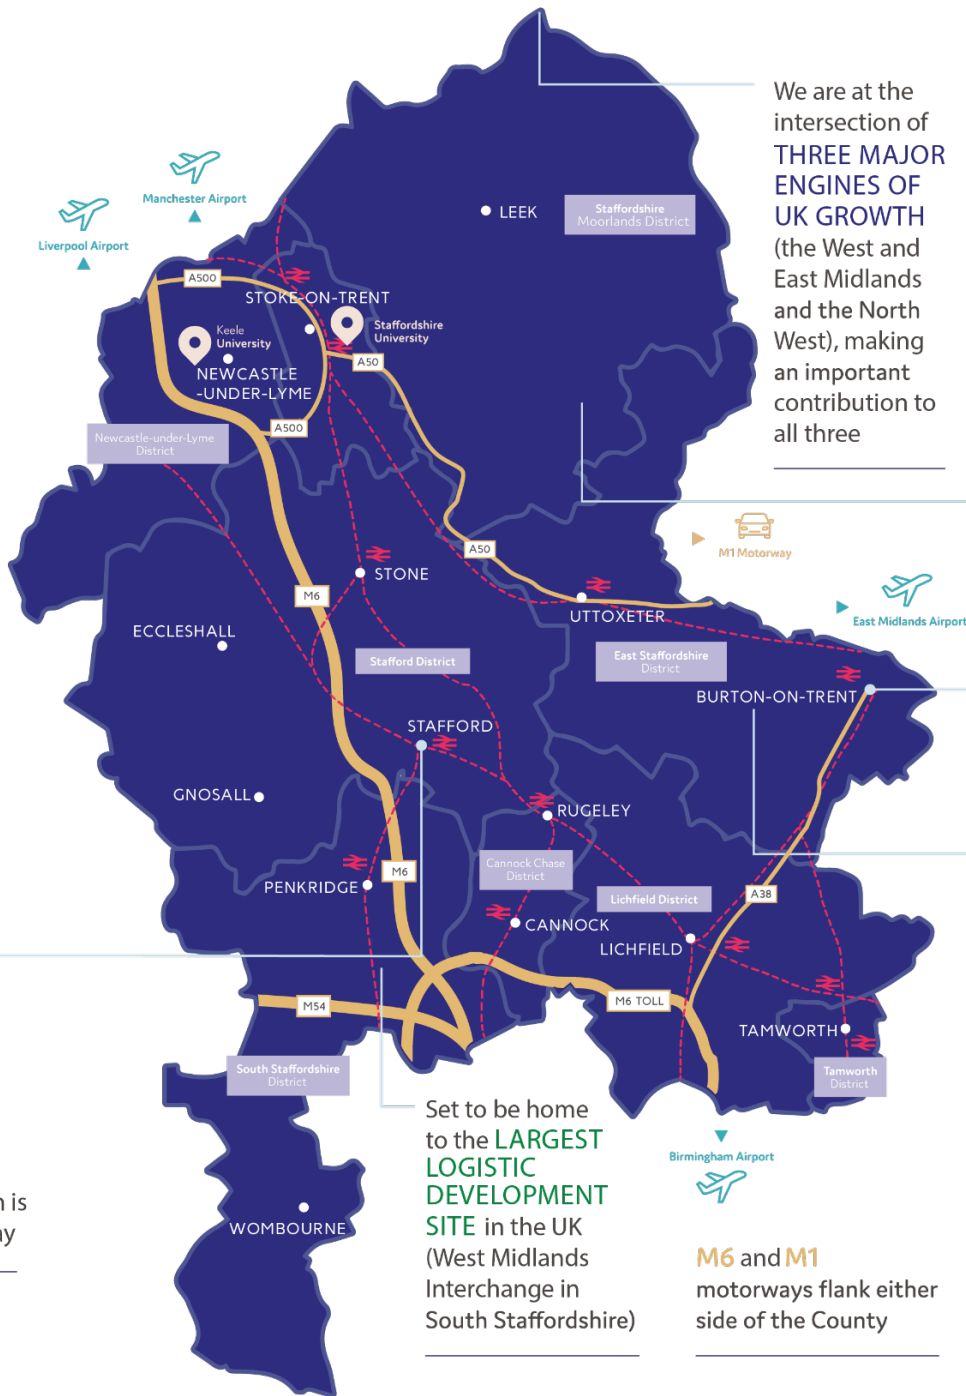 We are at the
intersection of
THREE MAJOR
ENGINES OF
UK GROWTH
(the West and
East Midlands
and the North
West), making
an important
contribution to
all three
Manchester Airport
Liverpool Airport
LEEK
Staffordshire
Moorlands District
A500
STOKE-ON-TRENT
Keele
University
Staffordshire
University
A50
NEWCASTLE
-UNDER-LYME
A500
Newcastle-under-Lyme
District
M1 Motorway
A50
STONE
M6
UTTOXETER
East Midlands Airport
ECCLESHALL
Stafford District
East Staffordshire
District
BURTON-ON-TRENT
STAFFORD
GNOSALL
RUGELEY
M6
Cannock Chase
District
PENKRIDGE
A38
Lichfield District
CANNOCK
LICHFIELD
M54
M6 TOLL
TAMWORTH
South Staffordshire
District
Tamworth
District
Set to be home
to the LARGEST
LOGISTIC
DEVELOPMENT
SITE in the UK
(West Midlands
Interchange in
South Staffordshire)
Birmingham Airport
is
WOMBOURNE
M6 and M1
motorways flank either
side of the County